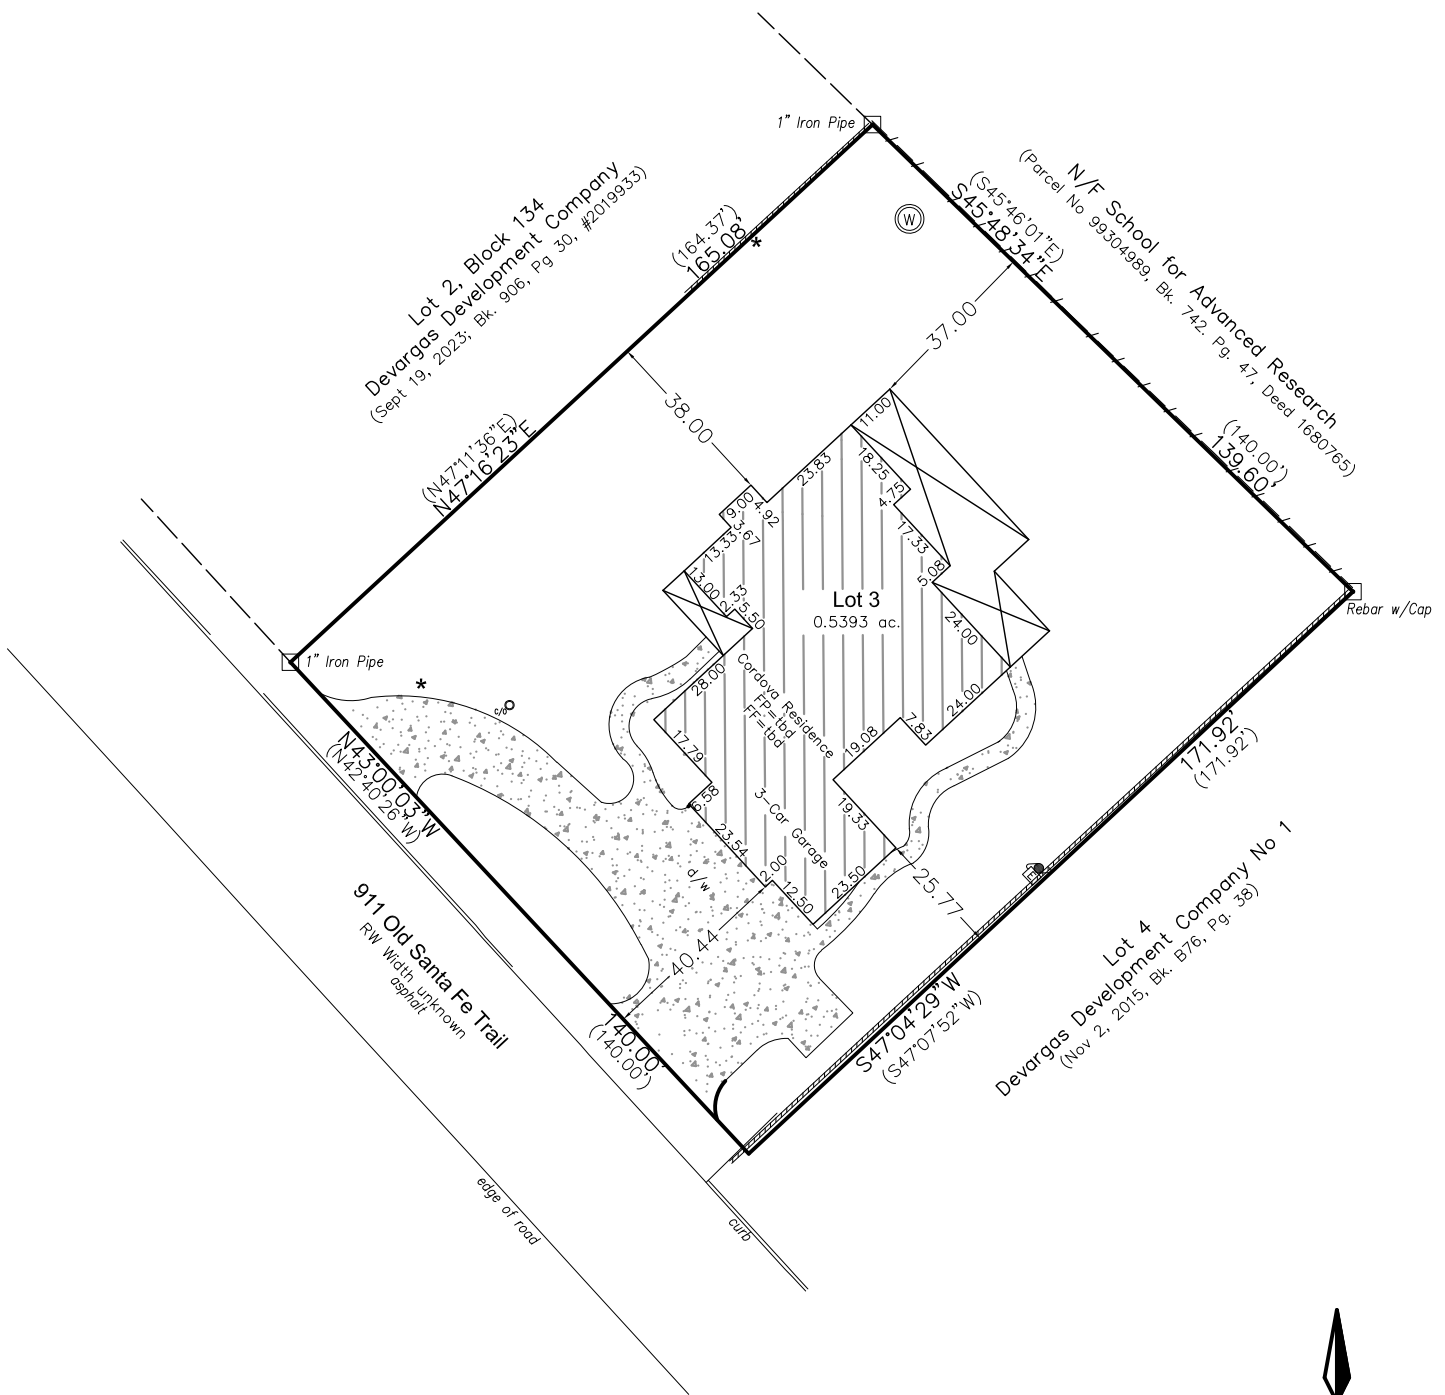 1" Iron Pipe
Lot 2, Block 134
Devargas Development Company
(Sept 19, 2023; Bk. 906, Pg 30, #2019933)
(164.37')
165.08'
*
W
(S45°46'01"E)
S45°48'34"E
N/F School for Advanced Research
(Parcel No 99304989, Bk. 742. Pg. 47, Deed 1680765)
37.00
(140.00')
139.60'
38.00
(N47°11'36"E)
N47°16'23"E
11.00
23.83
18.25
4.75
9.00
4.92
3.67
13.33
17.33
13.00
2.33
5.50
5.08
Lot 3
0.5393 ac.
24.00
Rebar w/Cap
1" Iron Pipe
*
c/o
28.00
Cordova Residence
FP=tbd
FF=tbd
24.00
7.83
19.08
17.79
6.58
3-Car Garage
19.33
23.54
2.00
12.50
23.50
d/w
25.77
40.44
171.92'
(171.92')
E
N43°00'03"W
(N42°40'26"W)
911 Old Santa Fe Trail
RW Width unknown
asphalt
140.00'
(140.00')
S47°04'29"W
(S47°07'52"W)
Lot 4
Devargas Development Company No 1
(Nov 2, 2015, Bk. B76, Pg. 38)
edge of road
curb